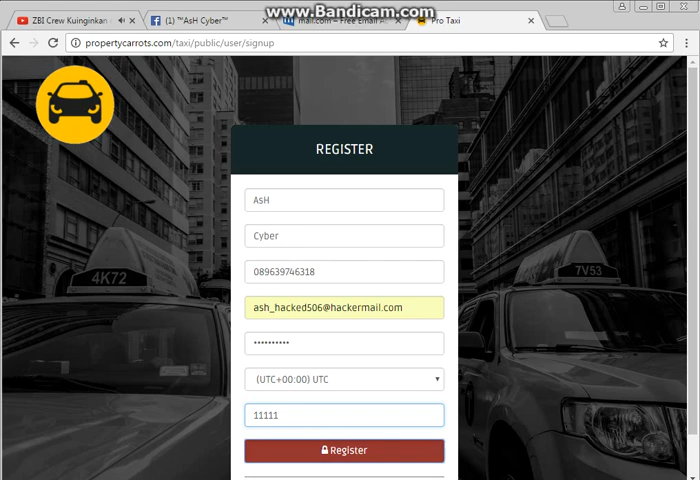 www.Bandicam.com
ZBI Crew Kuinginkan
(1) ™AsH Cyber™
mail.com – Free Email A
Pro Taxi
propertycarrots.com/taxi/public/user/signup
REGISTER
AsH
Cyber
089639746318
ash_hacked506@hackermail.com
••••••••••
(UTC+00:00) UTC
11111
Register
4K72
7V53